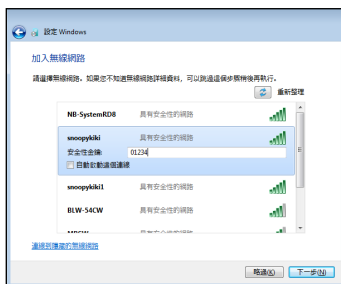 設定 Windows
加入無線網路
請選擇無線網路。如果您不知道無線網路詳細資料，可以跳過這個步驟稍後再執行。
重新整理
NB-SystemRD8 具有安全性的網路
snoopykiki 具有安全性的網路
安全性金鑰: 01234
自動啟動這個連線
snoopykiki1 具有安全性的網路
BLW-54CW 具有安全性的網路
連線到隱藏的無線網路
略過(K) 下一步(N)